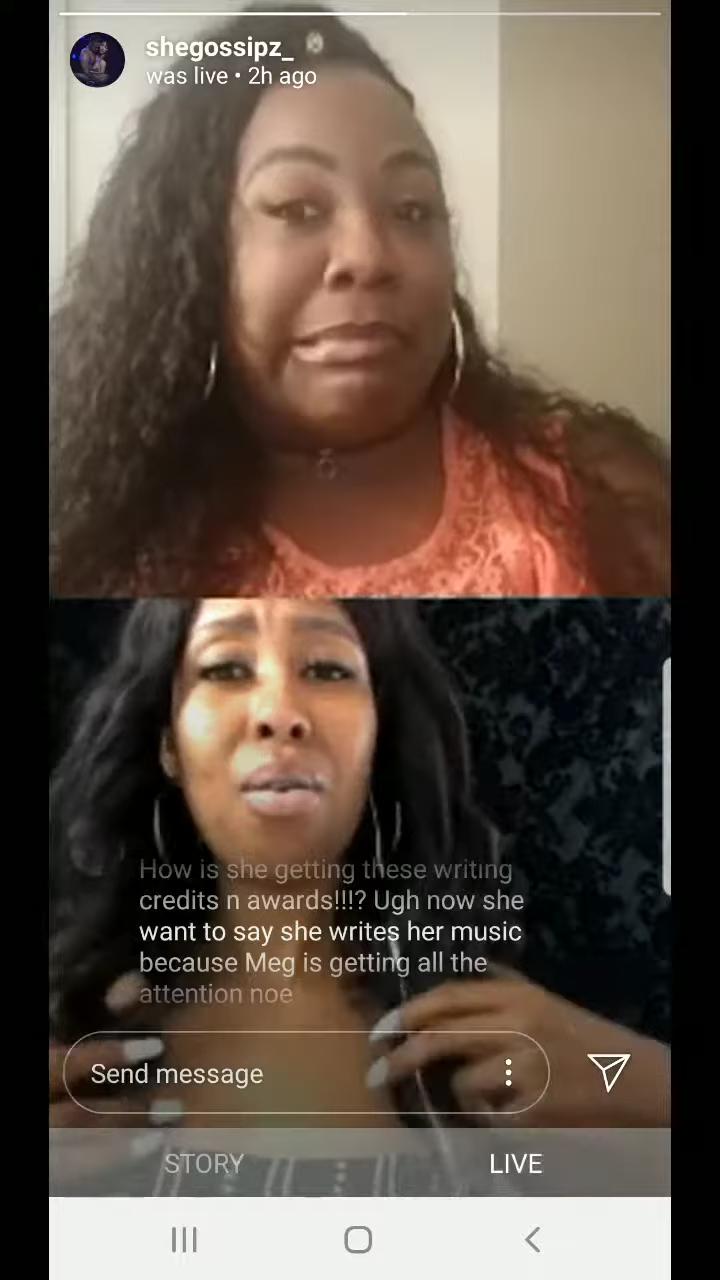 shegossipz_
was live • 2h ago
How is she getting these writing
credits n awards!!!? Ugh now she
want to say she writes her music
because Meg is getting all the
attention noe
Send message
STORY LIVE